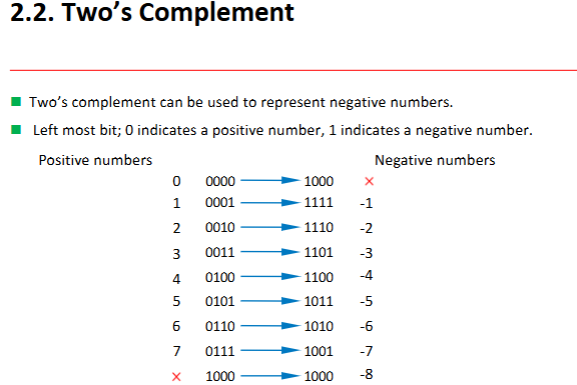 2.2. Two's Complement
Two's complement can be used to represent negative numbers.
Left most bit; 0 indicates a positive number, 1 indicates a negative number.
Positive numbers Negative numbers
0 0000 1000 ×
1 0001 1111 -1
2 0010 1110 -2
3 0011 1101 -3
4 0100 1100 -4
5 0101 1011 -5
6 0110 1010 -6
7 0111 1001 -7
× 1000 1000 -8